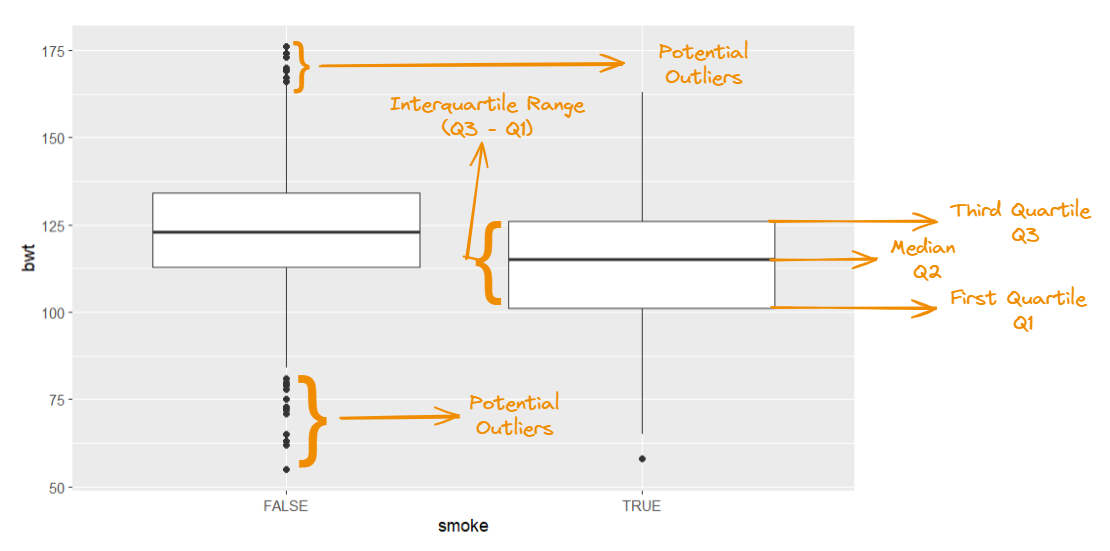 175
Potential
Outliers
Interquartile Range
(Q3 - Q1)
150
125
Third Quartile
Q3
Median
Q2
bwt
First Quartile
Q1
100
75
Potential
Outliers
50
FALSE
TRUE
smoke